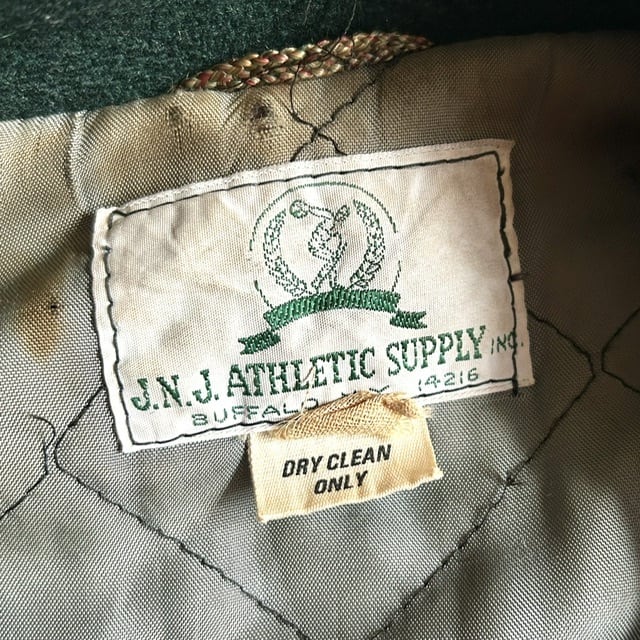 J.N.J. ATHLETIC SUPPLY INC.
BUFFALO N.Y. 14216
DRY CLEAN
ONLY